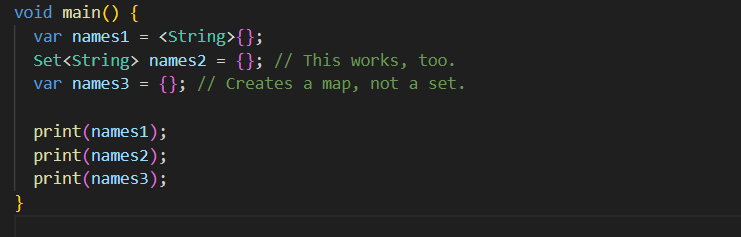 void main() {
  var names1 = <String>{};
  Set<String> names2 = {}; // This works, too.
  var names3 = {}; // Creates a map, not a set.

  print(names1);
  print(names2);
  print(names3);
}